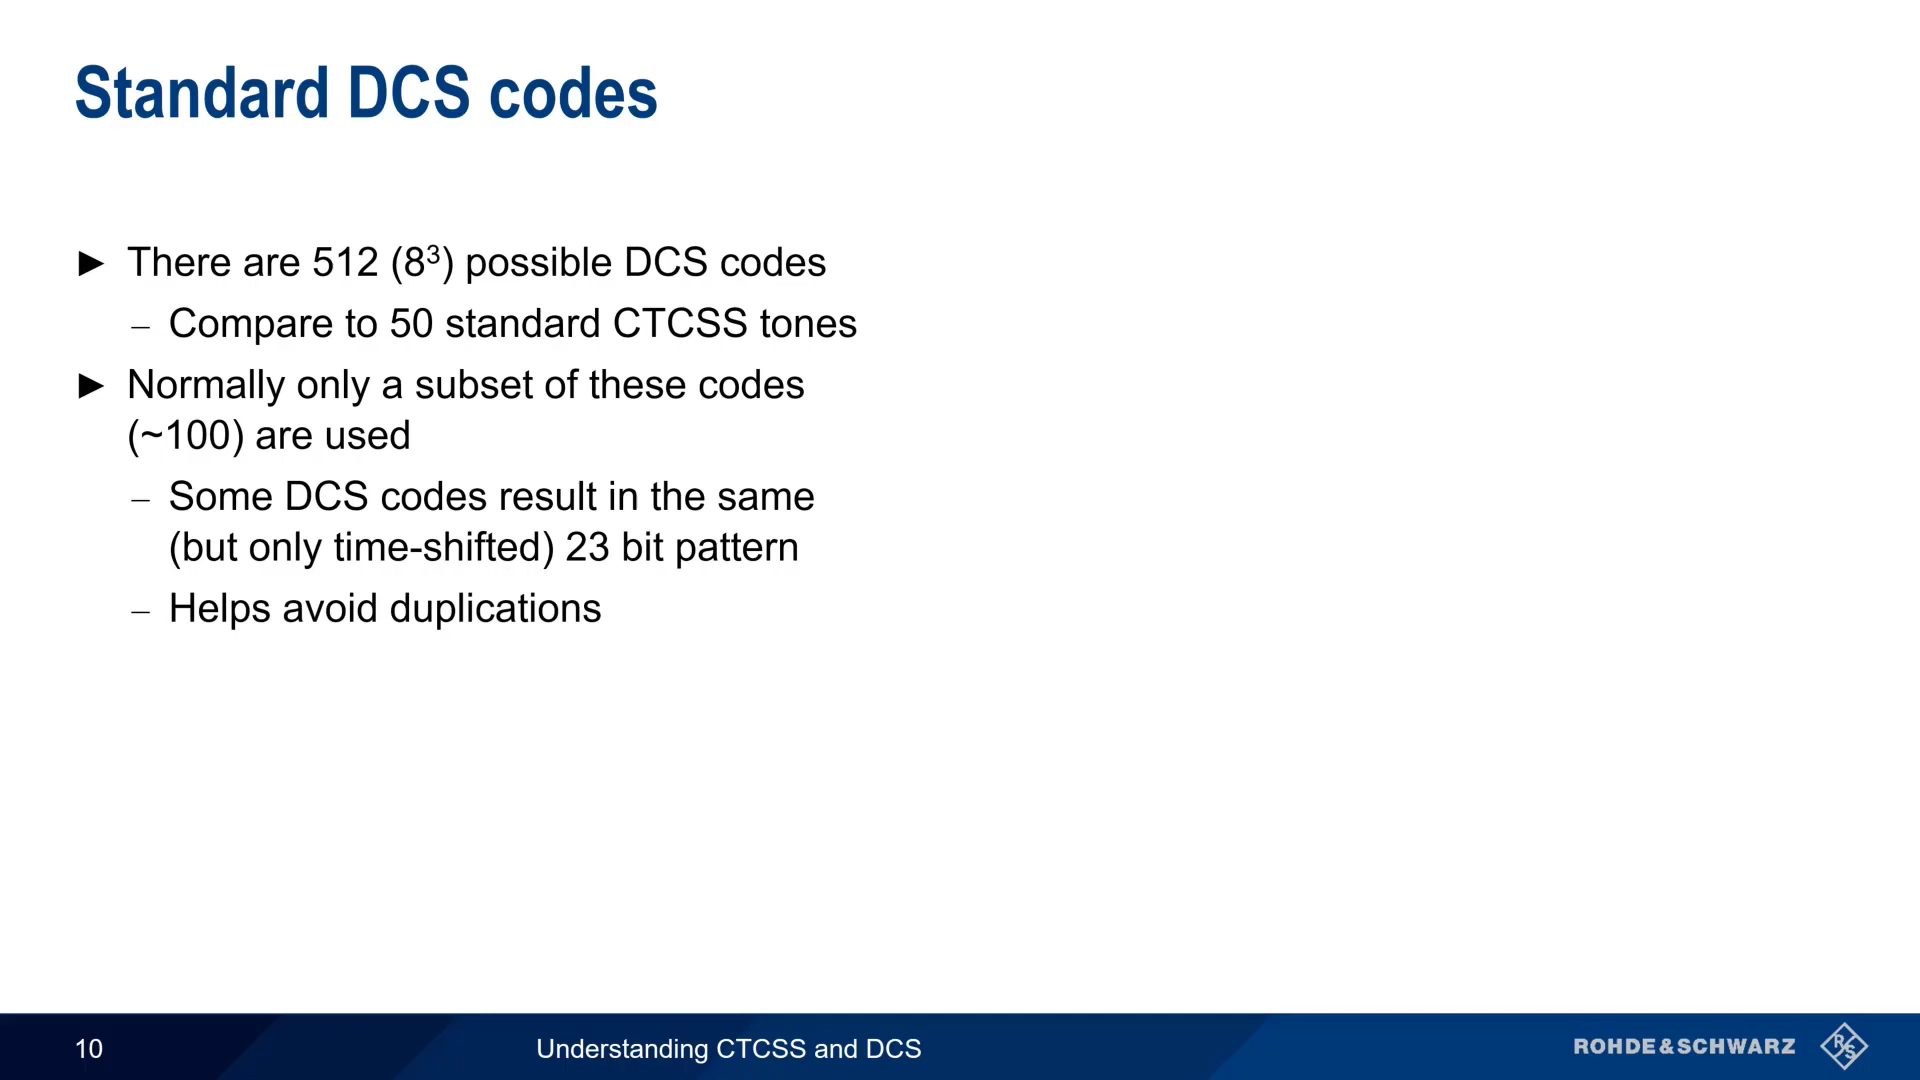 Standard DCS codes
► There are 512 (8³) possible DCS codes
– Compare to 50 standard CTCSS tones
► Normally only a subset of these codes
(~100) are used
– Some DCS codes result in the same
(but only time-shifted) 23 bit pattern
– Helps avoid duplications
10
Understanding CTCSS and DCS
ROHDE&SCHWARZ
R
S